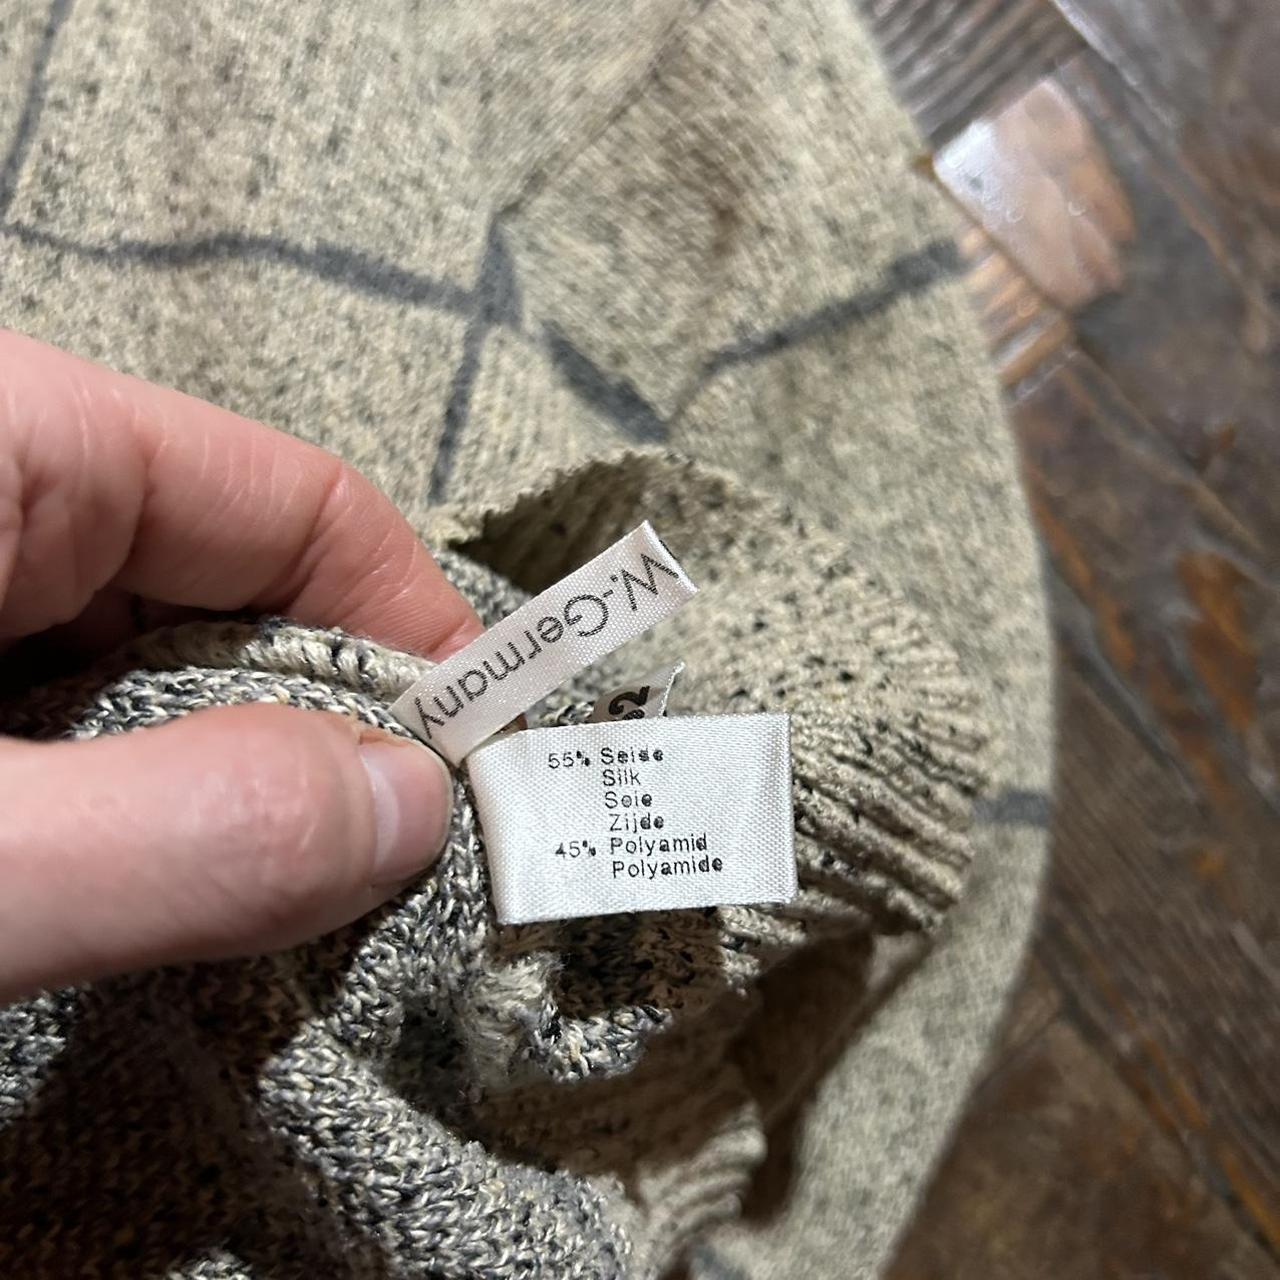 W.-Germany
55% Seide
Silk
Soie
Zijde
45% Polyamid
Polyamide